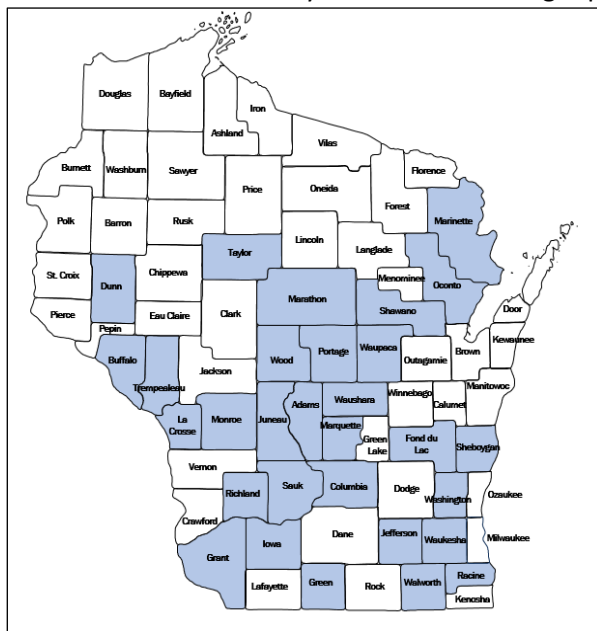 Douglas
Bayfield
Iron
Ashland
Vilas
Burnett
Washburn
Sawyer
Florence
Price
Oneida
Forest
Polk
Barron
Rusk
Marinette
Lincoln
Langlade
Taylor
St. Croix
Dunn
Chippewa
Menominee
Oconto
Marathon
Shawano
Pierce
Eau Claire
Clark
Door
Pepin
Kewaunee
Buffalo
Wood
Portage
Waupaca
Outagamie
Brown
Trempealeau
Jackson
Manitowoc
Winnebago
Calumet
La
Crosse
Monroe
Juneau
Adams
Waushara
Marquette
Green
Lake
Fond du
Lac
Sheboygan
Vernon
Richland
Sauk
Columbia
Dodge
Washington
Ozaukee
Crawford
Grant
Iowa
Dane
Jefferson
Waukesha
Milwaukee
Lafayette
Green
Rock
Walworth
Racine
Kenosha